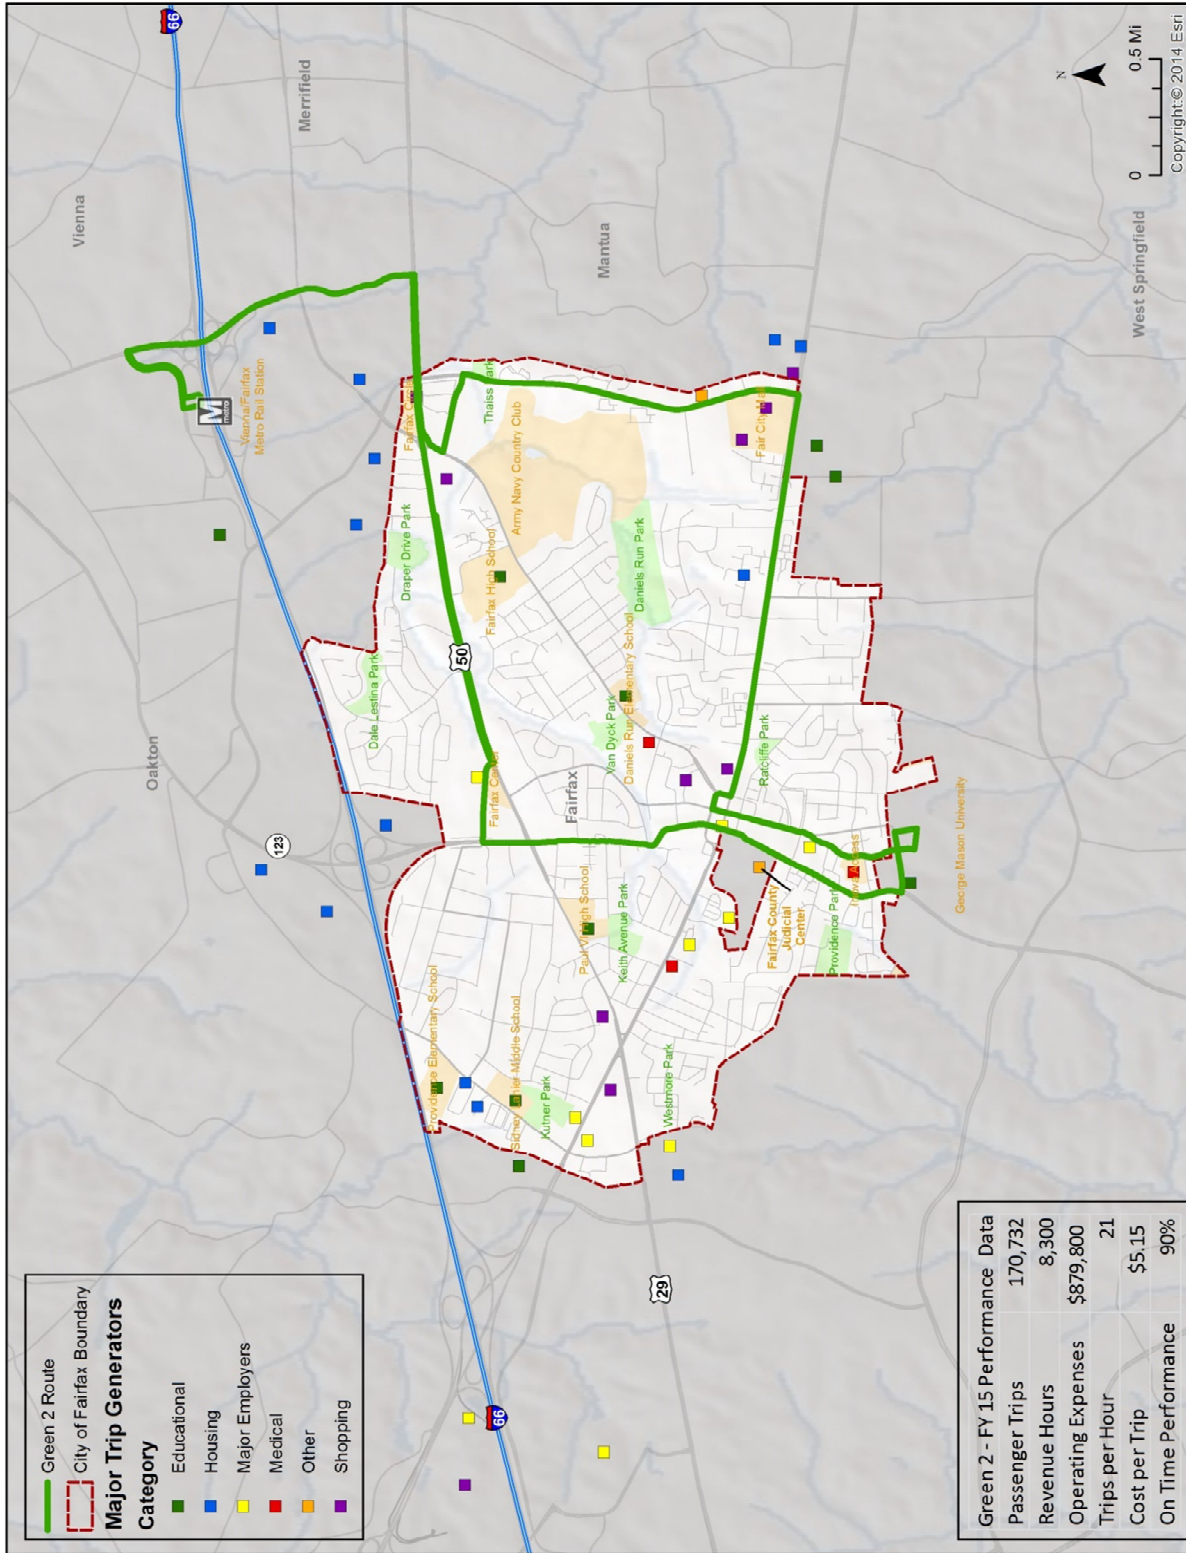 Green 2 Route
City of Fairfax Boundary
Major Trip Generators
Category
Educational
Housing
Major Employers
Medical
Other
Shopping
66
Vienna
Merrifield
Oakton
123
Vienna/Fairfax
Metro Rail Station
M
metro
Fairfax Circle
Thaiss Park
Mantua
Draper Drive Park
Army Navy Country Club
Dale Lestina Park
Fairfax High School
50
Fair City Mall
Daniels Run Park
Daniels Run Elementary School
Van Dyck Park
Fairfax Center
Fairfax
Ratcliffe Park
Providence Elementary School
Paul VI High School
Keith Avenue Park
Sidney Lanier Middle School
Kutner Park
Westmore Park
Fairfax County
Judicial
Center
Providence Park
Inova Access
George Mason University
66
29
West Springfield
N
0
0.5 Mi
Copyright:© 2014 Esri
Green 2 - FY 15 Performance Data
Passenger Trips 170,732
Revenue Hours 8,300
Operating Expenses $879,800
Trips per Hour 21
Cost per Trip $5.15
On Time Performance 90%